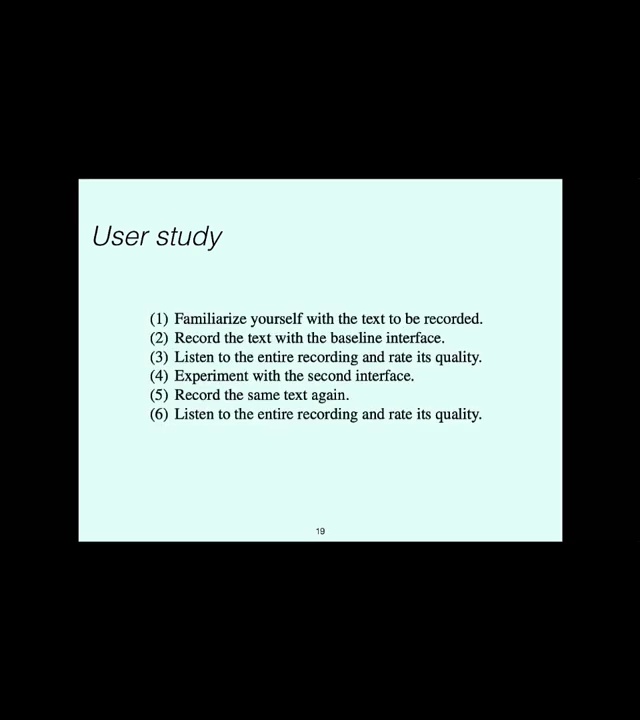 User study
(1) Familiarize yourself with the text to be recorded.
(2) Record the text with the baseline interface.
(3) Listen to the entire recording and rate its quality.
(4) Experiment with the second interface.
(5) Record the same text again.
(6) Listen to the entire recording and rate its quality.
19